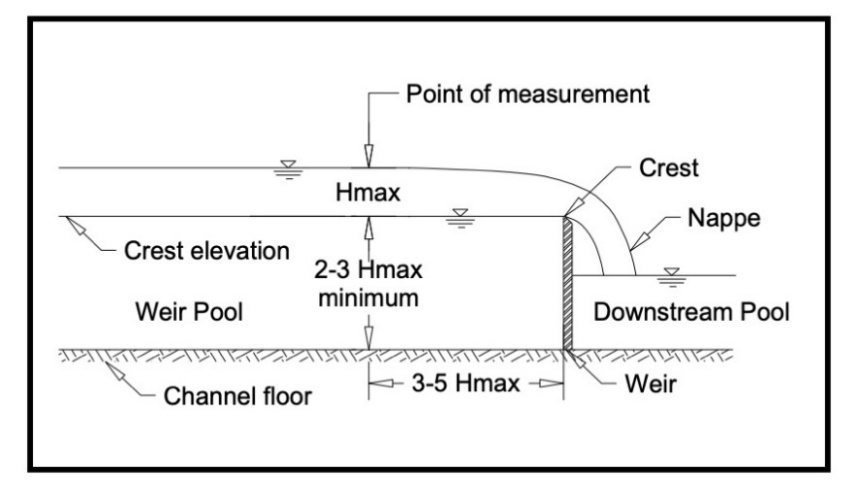 Point of measurement
Crest
Hmax
Nappe
Crest elevation
2-3 Hmax
minimum
Weir Pool
Downstream Pool
3-5 Hmax
Weir
Channel floor